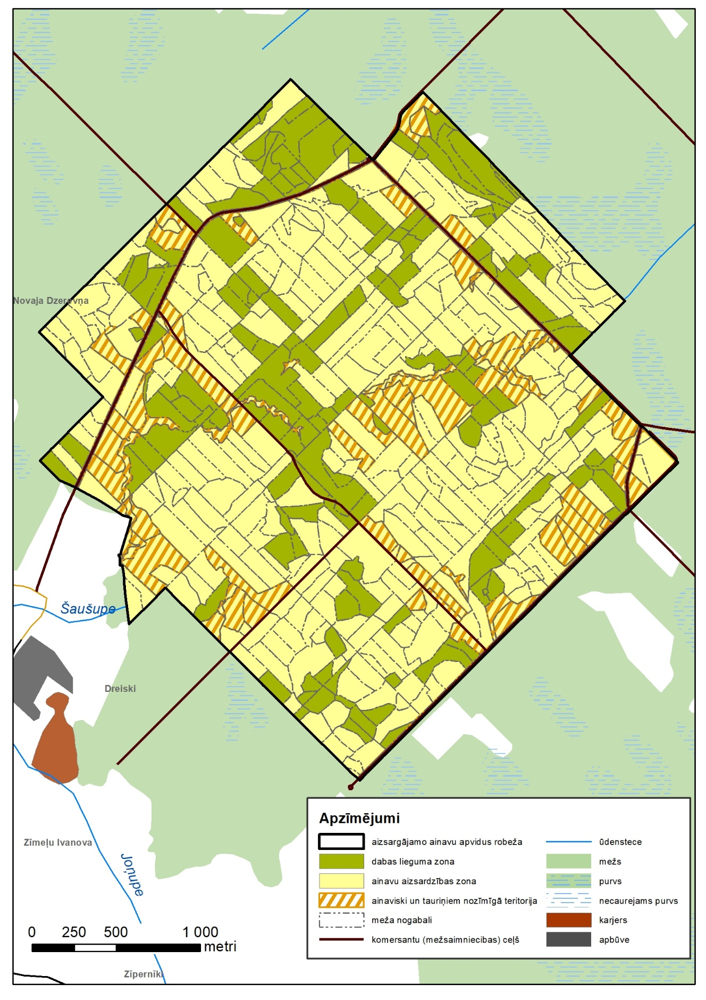 Novaja Dzerevņa
Šaušupe
Dreiski
Zīmeļu Ivanova
Joņupe
0 250 500 1 000
metri
Zīperniki
Apzīmējumi
aizsargājamo ainavu apvidus robeža
dabas lieguma zona
ainavu aizsardzības zona
ainaviski un tauriņiem nozīmīgā teritorija
meža nogabali
komersantu (mežsaimniecibas) ceļš
ūdenstece
mežs
purvs
necaurejams purvs
karjers
apbūve